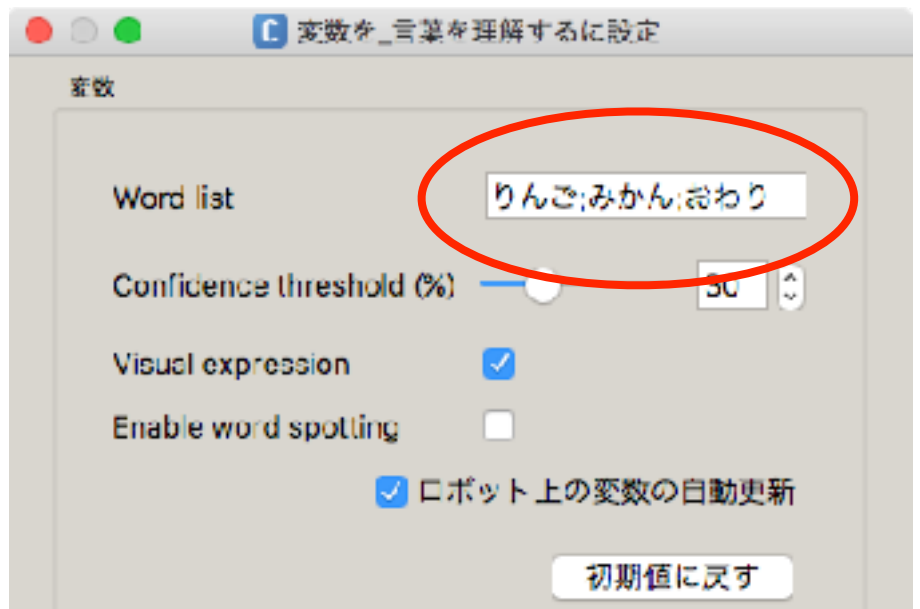 変数を_言葉を理解するに設定
変数
Word list りんご;みかん;おわり
Confidence threshold (%) 30
Visual expression
Enable word spotting
ロボット上の変数の自動更新
初期値に戻す